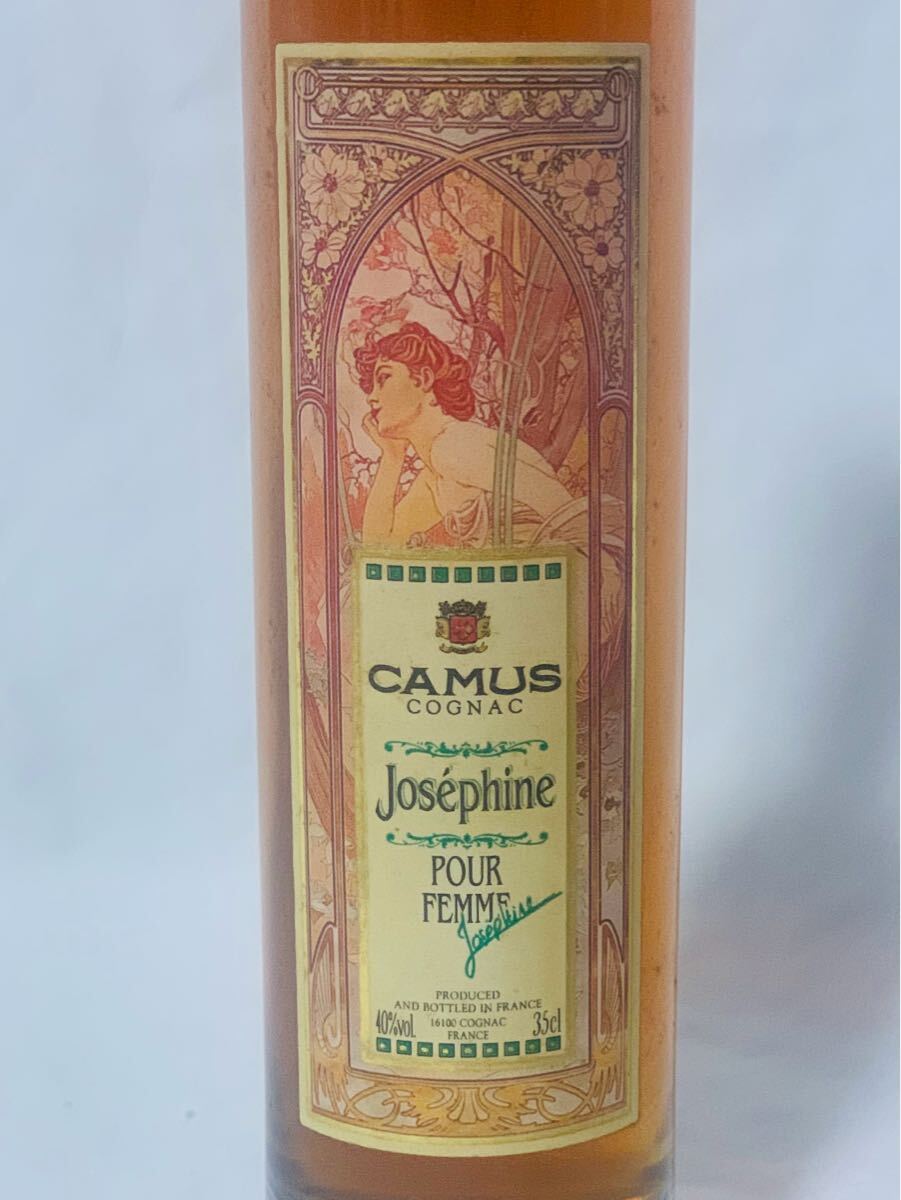 CAMUS
COGNAC
Joséphine
POUR
FEMME
Joséphine
PRODUCED
AND BOTTLED IN FRANCE
40%vol. 16100 COGNAC 35cl
FRANCE